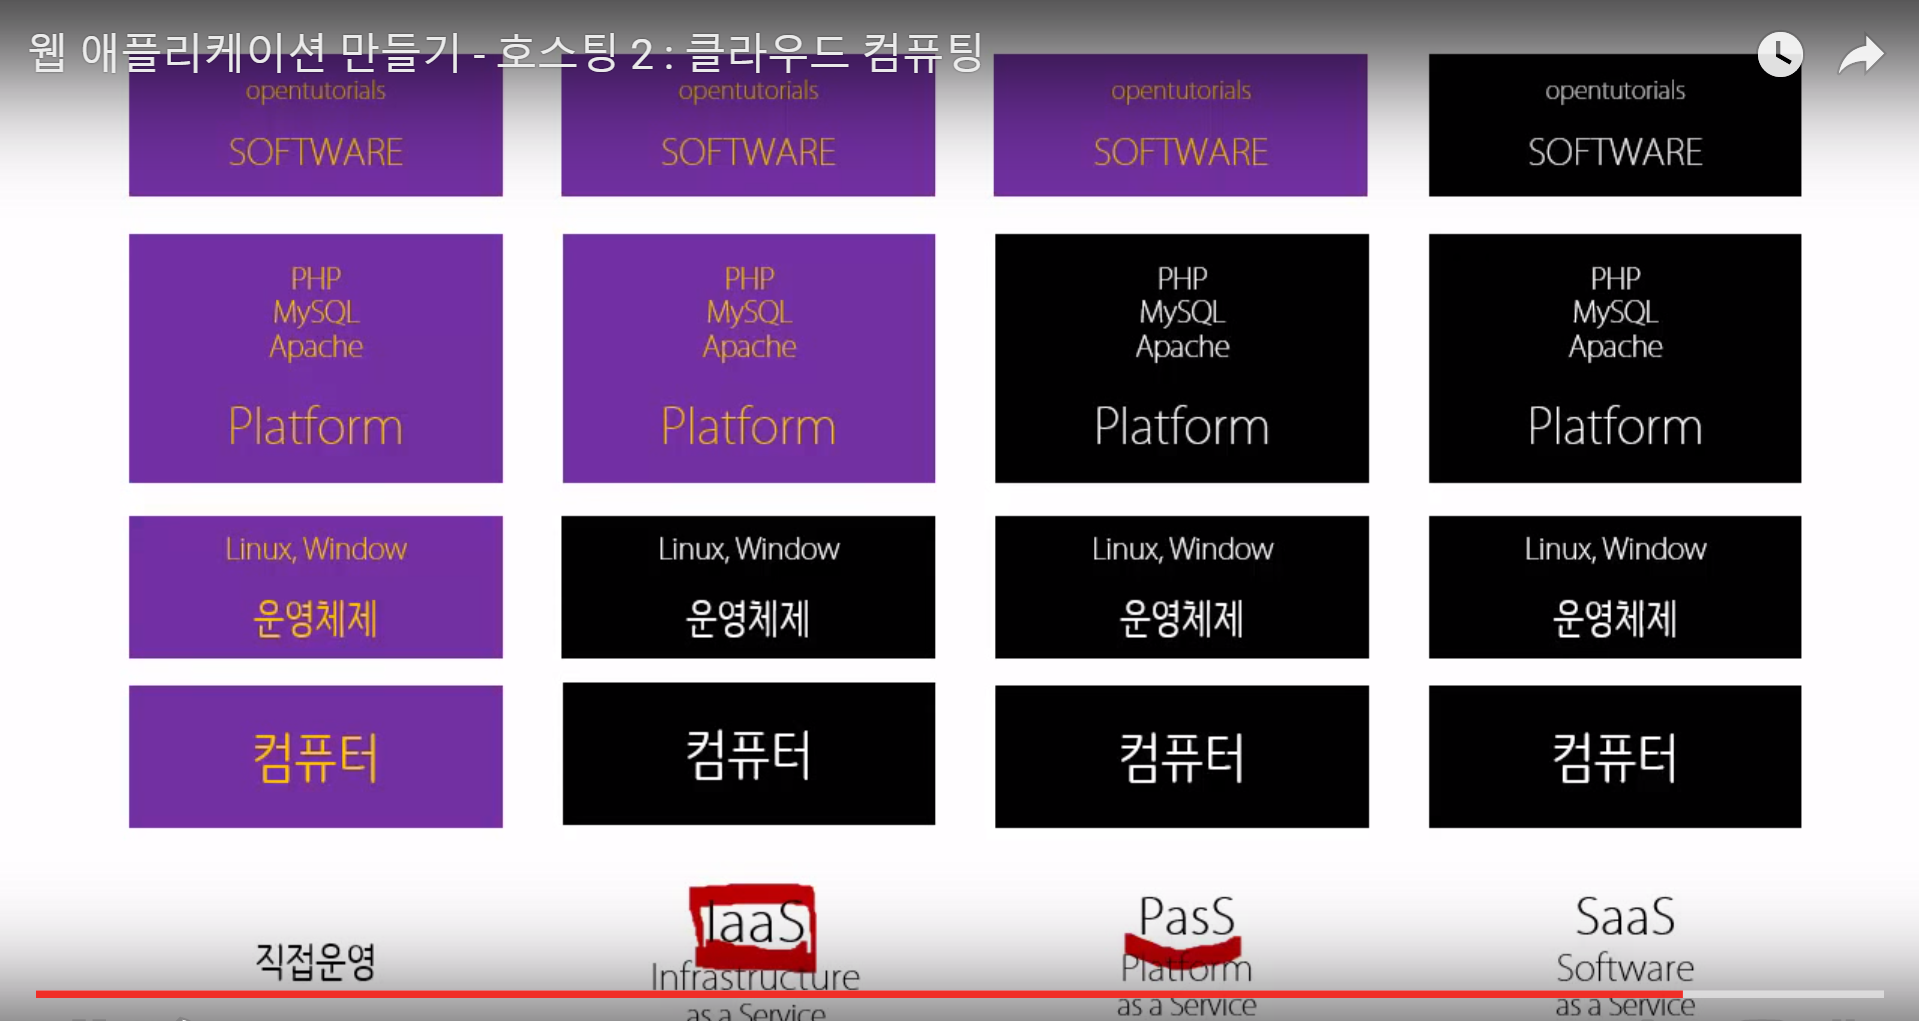 웹 애플리케이션 만들기 - 호스팅 2 : 클라우드 컴퓨팅
opentutorials
SOFTWARE
opentutorials
SOFTWARE
opentutorials
SOFTWARE
opentutorials
SOFTWARE
PHP
MySQL
Apache
Platform
PHP
MySQL
Apache
Platform
PHP
MySQL
Apache
Platform
PHP
MySQL
Apache
Platform
Linux, Window
운영체제
Linux, Window
운영체제
Linux, Window
운영체제
Linux, Window
운영체제
컴퓨터
컴퓨터
컴퓨터
컴퓨터
직접운영
IaaS
Infrastructure
as a Service
PasS
Platform
as a Service
SaaS
Software
as a Service